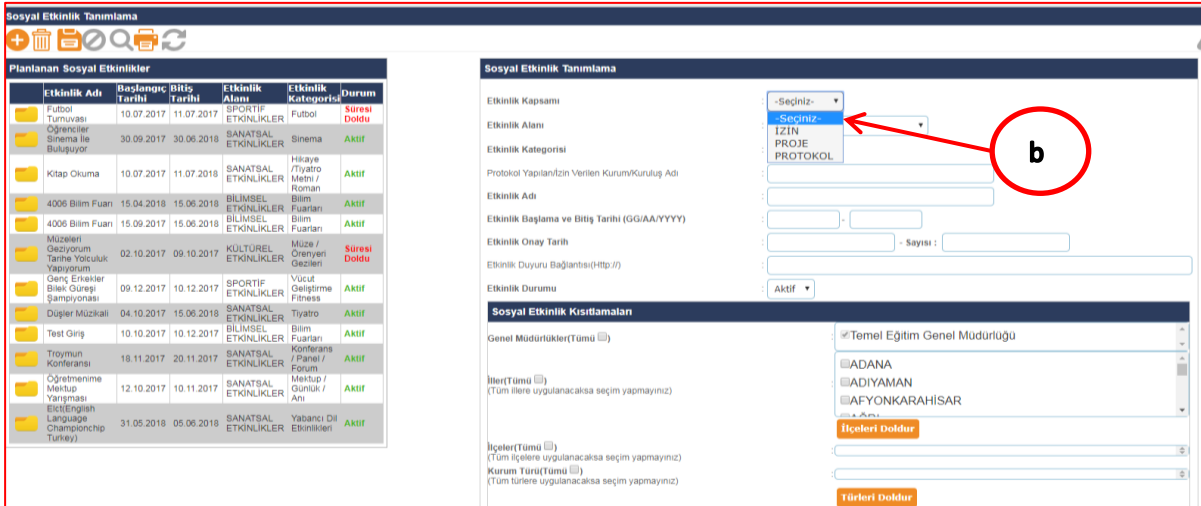 Sosyal Etkinlik Tanımlama
Planlanan Sosyal Etkinlikler
Etkinlik Adı Başlangıç Tarihi Bitiş Tarihi Etkinlik Alanı Etkinlik Kategorisi Durum
Futbol Turnuvası 10.07.2017 11.07.2017 SPORTİF ETKİNLİKLER Futbol Süresi Doldu
Öğrenciler Sinema İle Buluşuyor 30.09.2017 30.06.2018 SANATSAL ETKİNLİKLER Sinema Aktif
Kitap Okuma 10.07.2017 11.07.2018 SANATSAL ETKİNLİKLER Hikaye /Tiyatro Metni / Roman Aktif
4006 Bilim Fuarı 15.04.2018 15.06.2018 BİLİMSEL ETKİNLİKLER Bilim Fuarları Aktif
4006 Bilim Fuarı 15.09.2017 15.06.2018 BİLİMSEL ETKİNLİKLER Bilim Fuarları Aktif
Müzeleri Geziyorum Tarihe Yolculuk Yapıyorum 02.10.2017 09.10.2017 KÜLTÜREL ETKİNLİKLER Müze / Örenyeri Gezileri Süresi Doldu
Genç Erkekler Bilek Güreşi Şampiyonası 09.12.2017 10.12.2017 SPORTİF ETKİNLİKLER Vücut Geliştirme Fitness Aktif
Düşler Müzikali 04.10.2017 15.06.2018 SANATSAL ETKİNLİKLER Tiyatro Aktif
Test Giriş 10.10.2017 10.12.2017 BİLİMSEL ETKİNLİKLER Bilim Fuarları Aktif
Troymun Konferansı 18.11.2017 20.11.2017 SANATSAL ETKİNLİKLER Konferans / Panel / Forum Aktif
Öğretmenime Mektup Yarışması 12.10.2017 10.11.2017 SANATSAL ETKİNLİKLER Mektup / Günlük / Anı Aktif
Elct(English Language Championchip Turkey) 31.05.2018 05.06.2018 SANATSAL ETKİNLİKLER Yabancı Dil Etkinlikleri Aktif
Sosyal Etkinlik Tanımlama
Etkinlik Kapsamı : -Seçiniz-
-Seçiniz-
İZİN
PROJE
PROTOKOL
b
Etkinlik Alanı :
Etkinlik Kategorisi :
Protokol Yapılan/İzin Verilen Kurum/Kuruluş Adı :
Etkinlik Adı :
Etkinlik Başlama ve Bitiş Tarihi (GG/AA/YYYY) : -
Etkinlik Onay Tarih : - Sayısı :
Etkinlik Duyuru Bağlantısı(Http://) :
Etkinlik Durumu : Aktif
Sosyal Etkinlik Kısıtlamaları
Genel Müdürlükler(Tümü ) : Temel Eğitim Genel Müdürlüğü
İller(Tümü ) :
(Tüm illere uygulanacaksa seçim yapmayınız)
ADANA
ADIYAMAN
AFYONKARAHİSAR
AĞRI
İlçeleri Doldur
İlçeler(Tümü ) :
(Tüm ilçelere uygulanacaksa seçim yapmayınız)
Kurum Türü(Tümü ) :
(Tüm türlere uygulanacaksa seçim yapmayınız)
Türleri Doldur